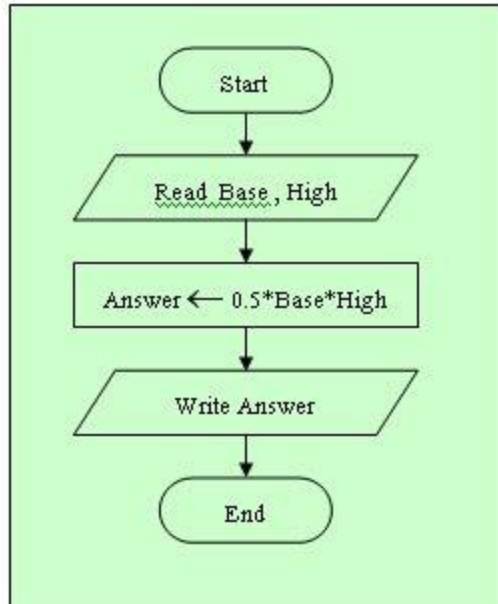 Start
Read Base , High
Answer ← 0.5*Base*High
Write Answer
End